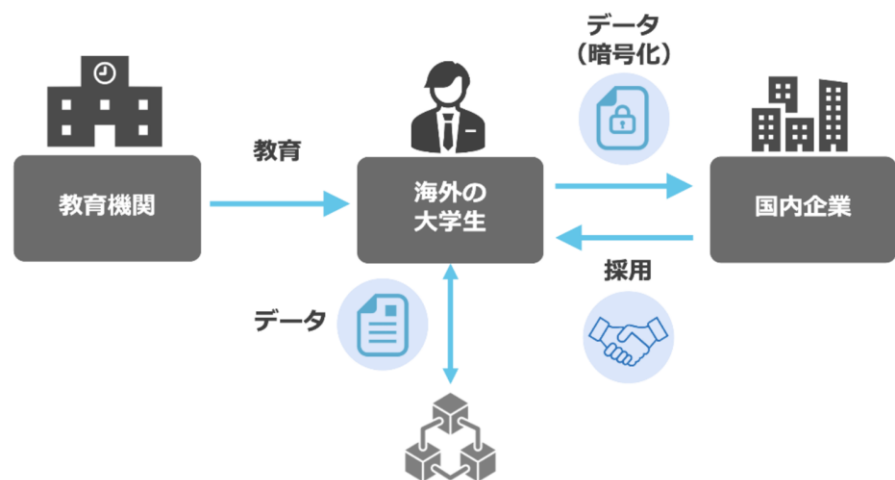 データ
（暗号化）
教育
教育機関
海外の
大学生
国内企業
採用
データ